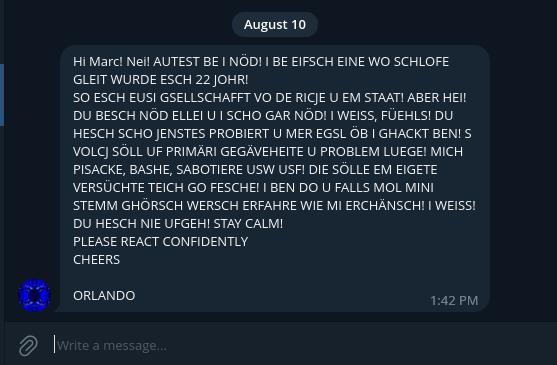 August 10
Hi Marc! Nei! AUTEST BE I NÖD! I BE EIFSCH EINE WO SCHLOFE
GLEIT WURDE ESCH 22 JOHR!
SO ESCH EUSI GSELLSCHAFFT VO DE RICJE U EM STAAT! ABER HEI!
DU BESCH NÖD ELLEI U I SCHO GAR NÖD! I WEISS, FÜEHLS! DU
HESCH SCHO JENSTES PROBIERT U MER EGSL ÖB I GHACKT BEN! S
VOLCJ SÖLL UF PRIMÄRI GEGÄVEHEITE U PROBLEM LUEGE! MICH
PISACKE, BASHE, SABOTIERE USW USF! DIE SÖLLE EM EIGETE
VERSÜCHTE TEICH GO FESCHE! I BEN DO U FALLS MOL MINI
STEMM GHÖRSCH WERSCH ERFAHRE WIE MI ERCHÄNSCH! I WEISS!
DU HESCH NIE UFGEH! STAY CALM!
PLEASE REACT CONFIDENTLY
CHEERS
ORLANDO
1:42 PM
Write a message...